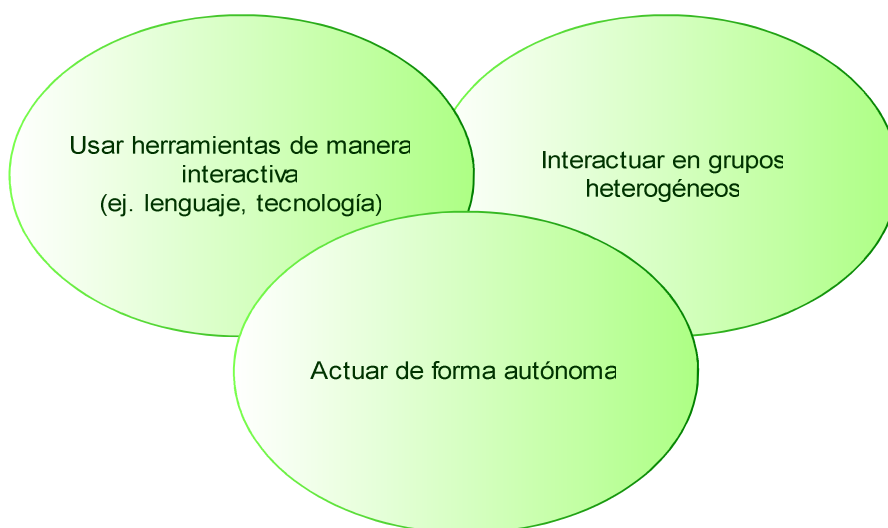 Usar herramientas de manera
interactiva
(ej. lenguaje, tecnología)
Interactuar en grupos
heterogéneos
Actuar de forma autónoma